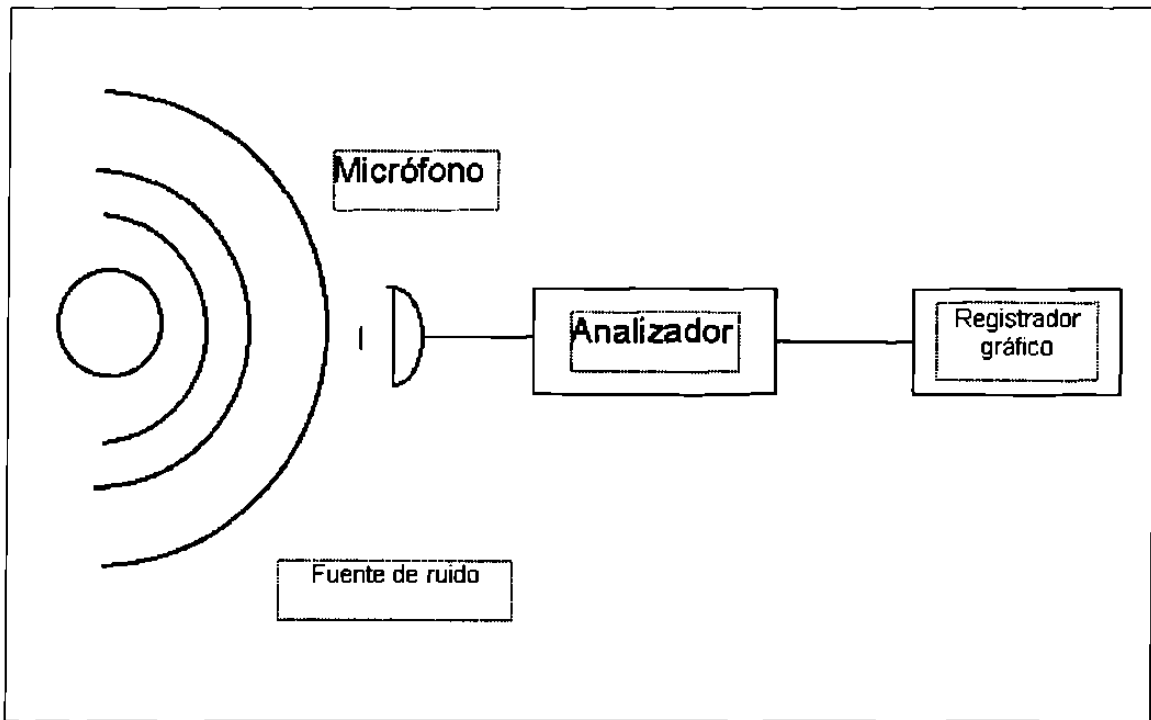 Micrófono
Analizador
Registrador
gráfico
Fuente de ruido